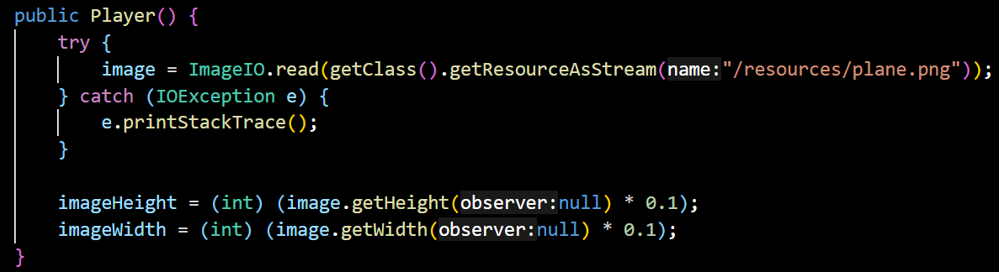 public Player() {
    try {
        image = ImageIO.read(getClass().getResourceAsStream(name:"/resources/plane.png"));
    } catch (IOException e) {
        e.printStackTrace();
    }

    imageHeight = (int) (image.getHeight(observer:null) * 0.1);
    imageWidth = (int) (image.getWidth(observer:null) * 0.1);
}